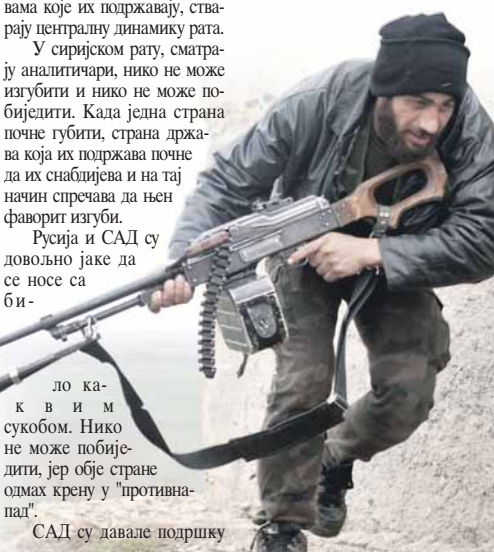 вама које их подржавају, ства-
рају централну динамику рата.
У сиријском рату, сматра-
ју аналитичари, нико не може
изгубити и нико не може по-
биједити. Када једна страна
почне губити, страна држа-
ва која их подржава почне
да их снабдијева и на тај
начин спречава да њен
фаворит изгуби.
Русија и САД су
довољно јаке да
се носе са
би-
ло ка-
квим
сукобом. Нико
не може побије-
дити, јер обје стране
одмах крену у "противна-
пад".
САД су давале подршку